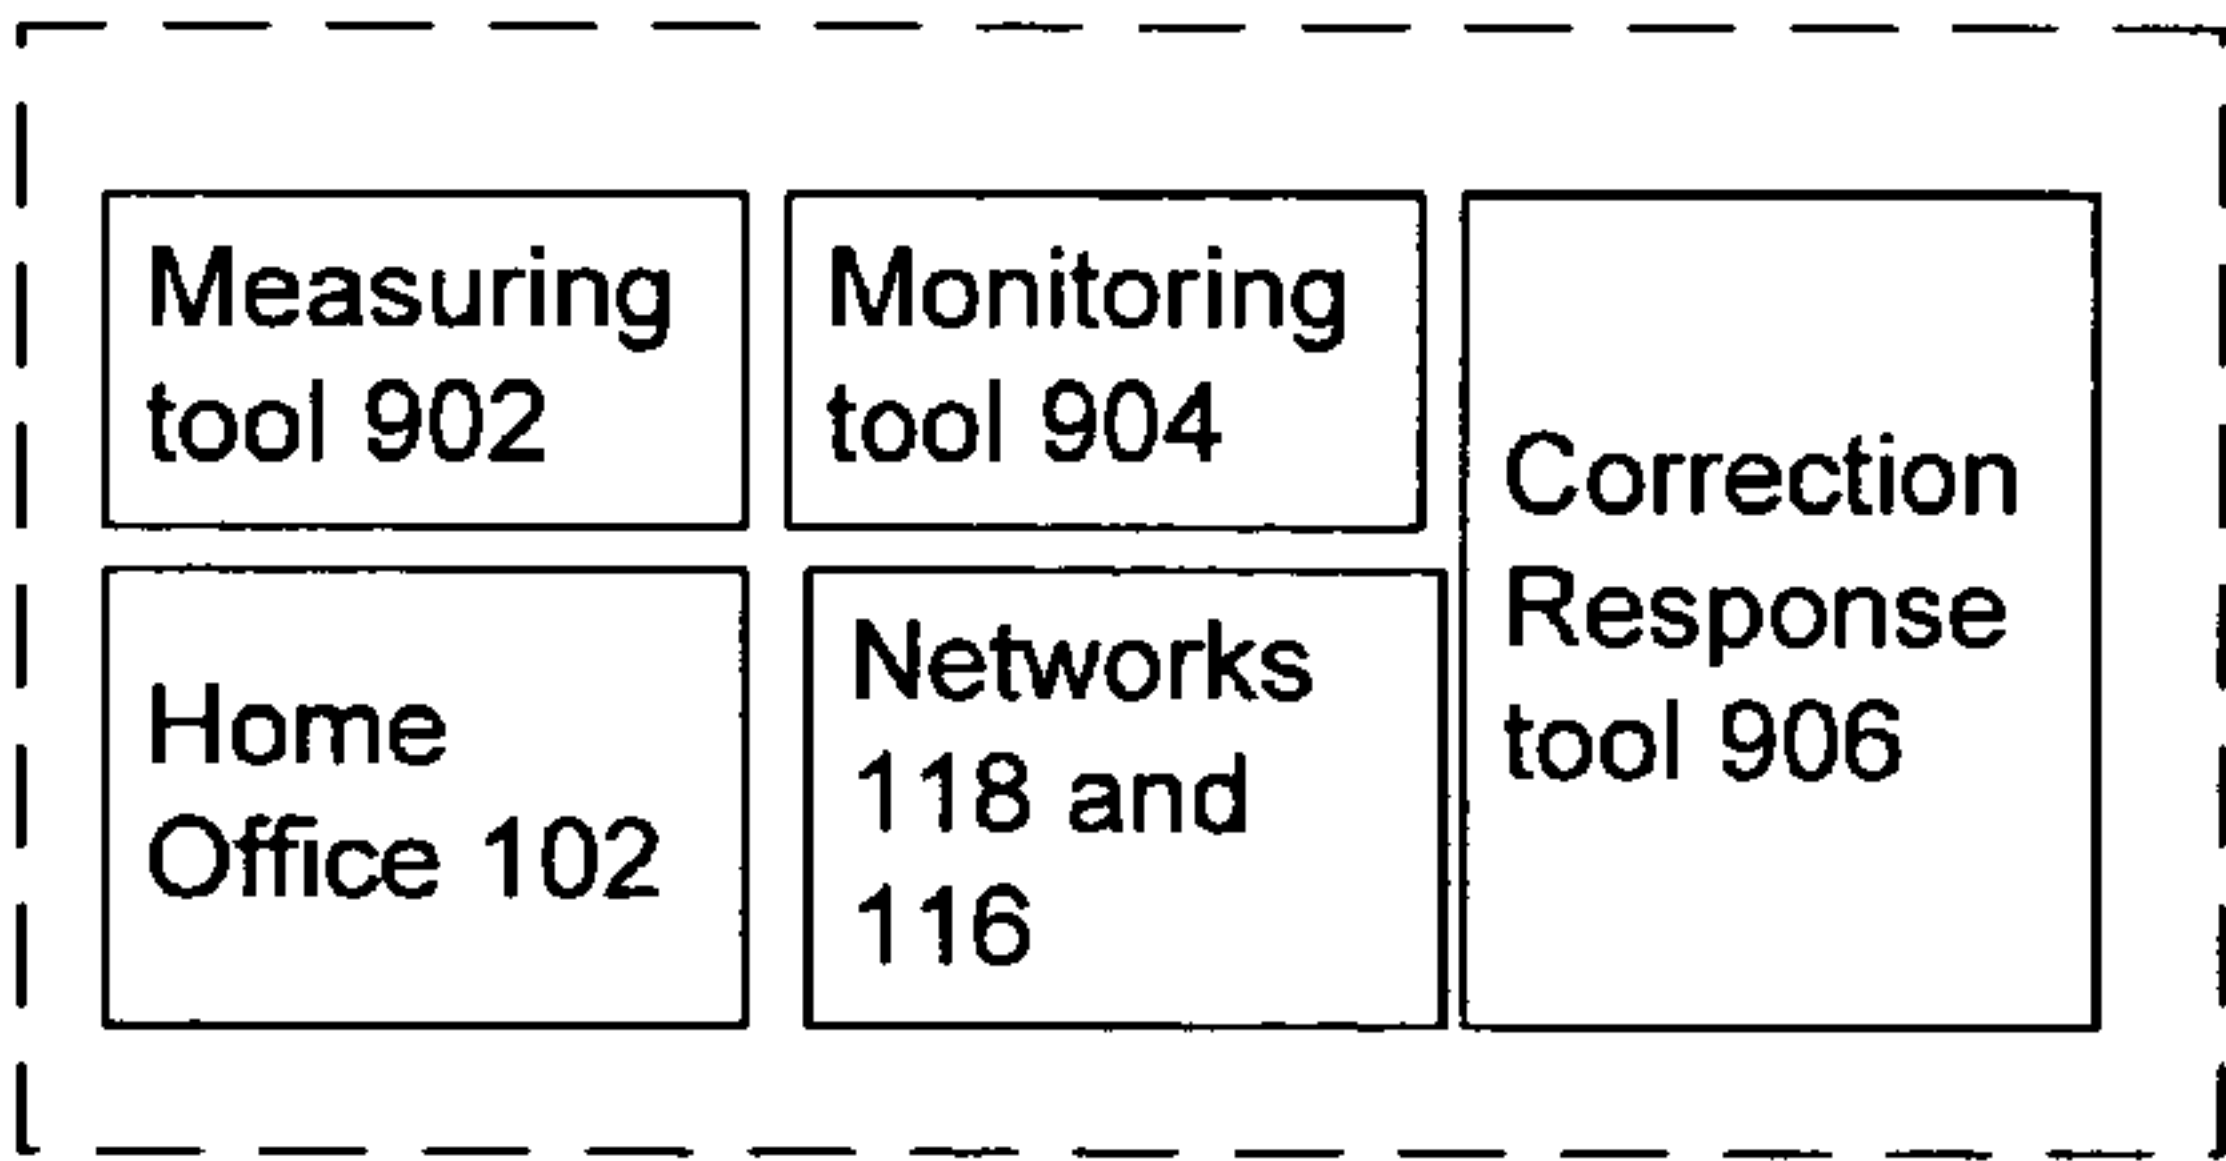 Measuring
tool 902
Monitoring
tool 904
Correction
Response
tool 906
Home
Office 102
Networks
118 and
116